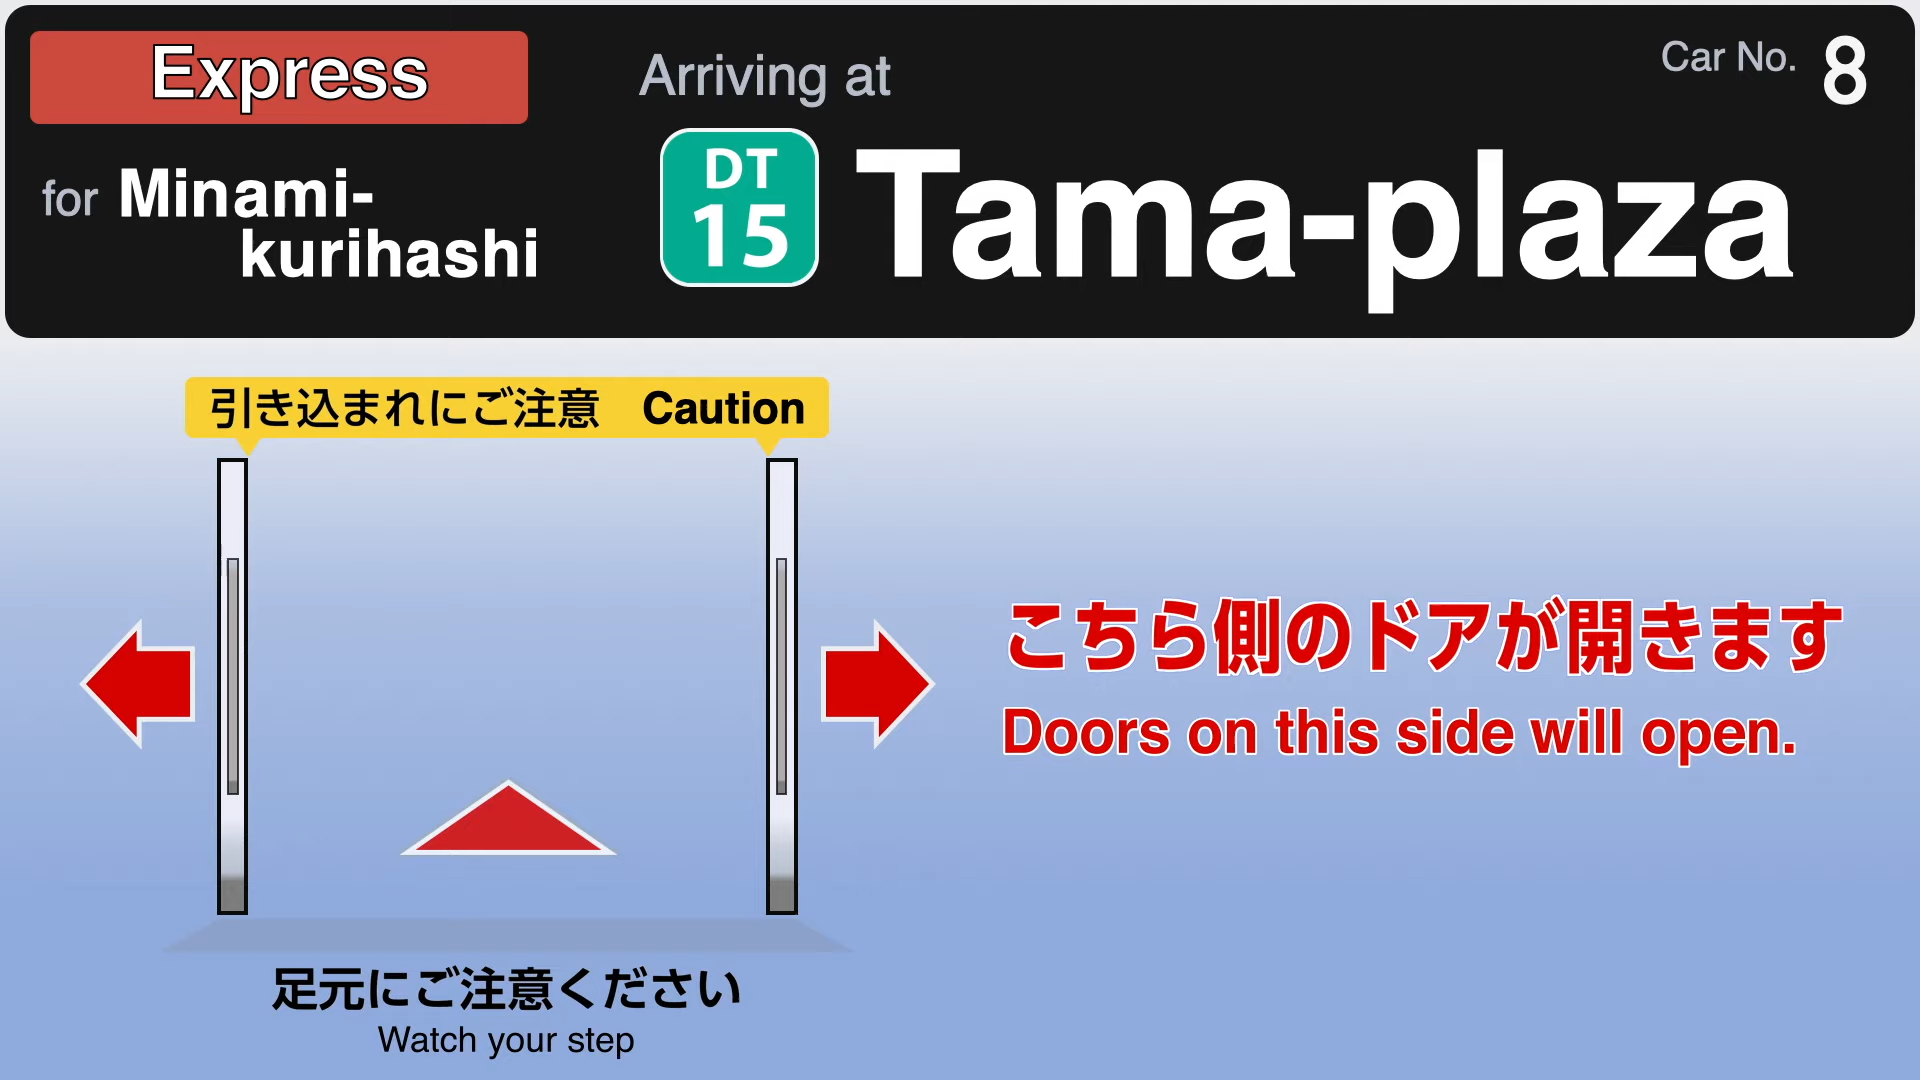 Express
for Minami-
kurihashi
Arriving at
DT
15
Tama-plaza
Car No. 8
引き込まれにご注意 Caution
こちら側のドアが開きます
Doors on this side will open.
足元にご注意ください
Watch your step